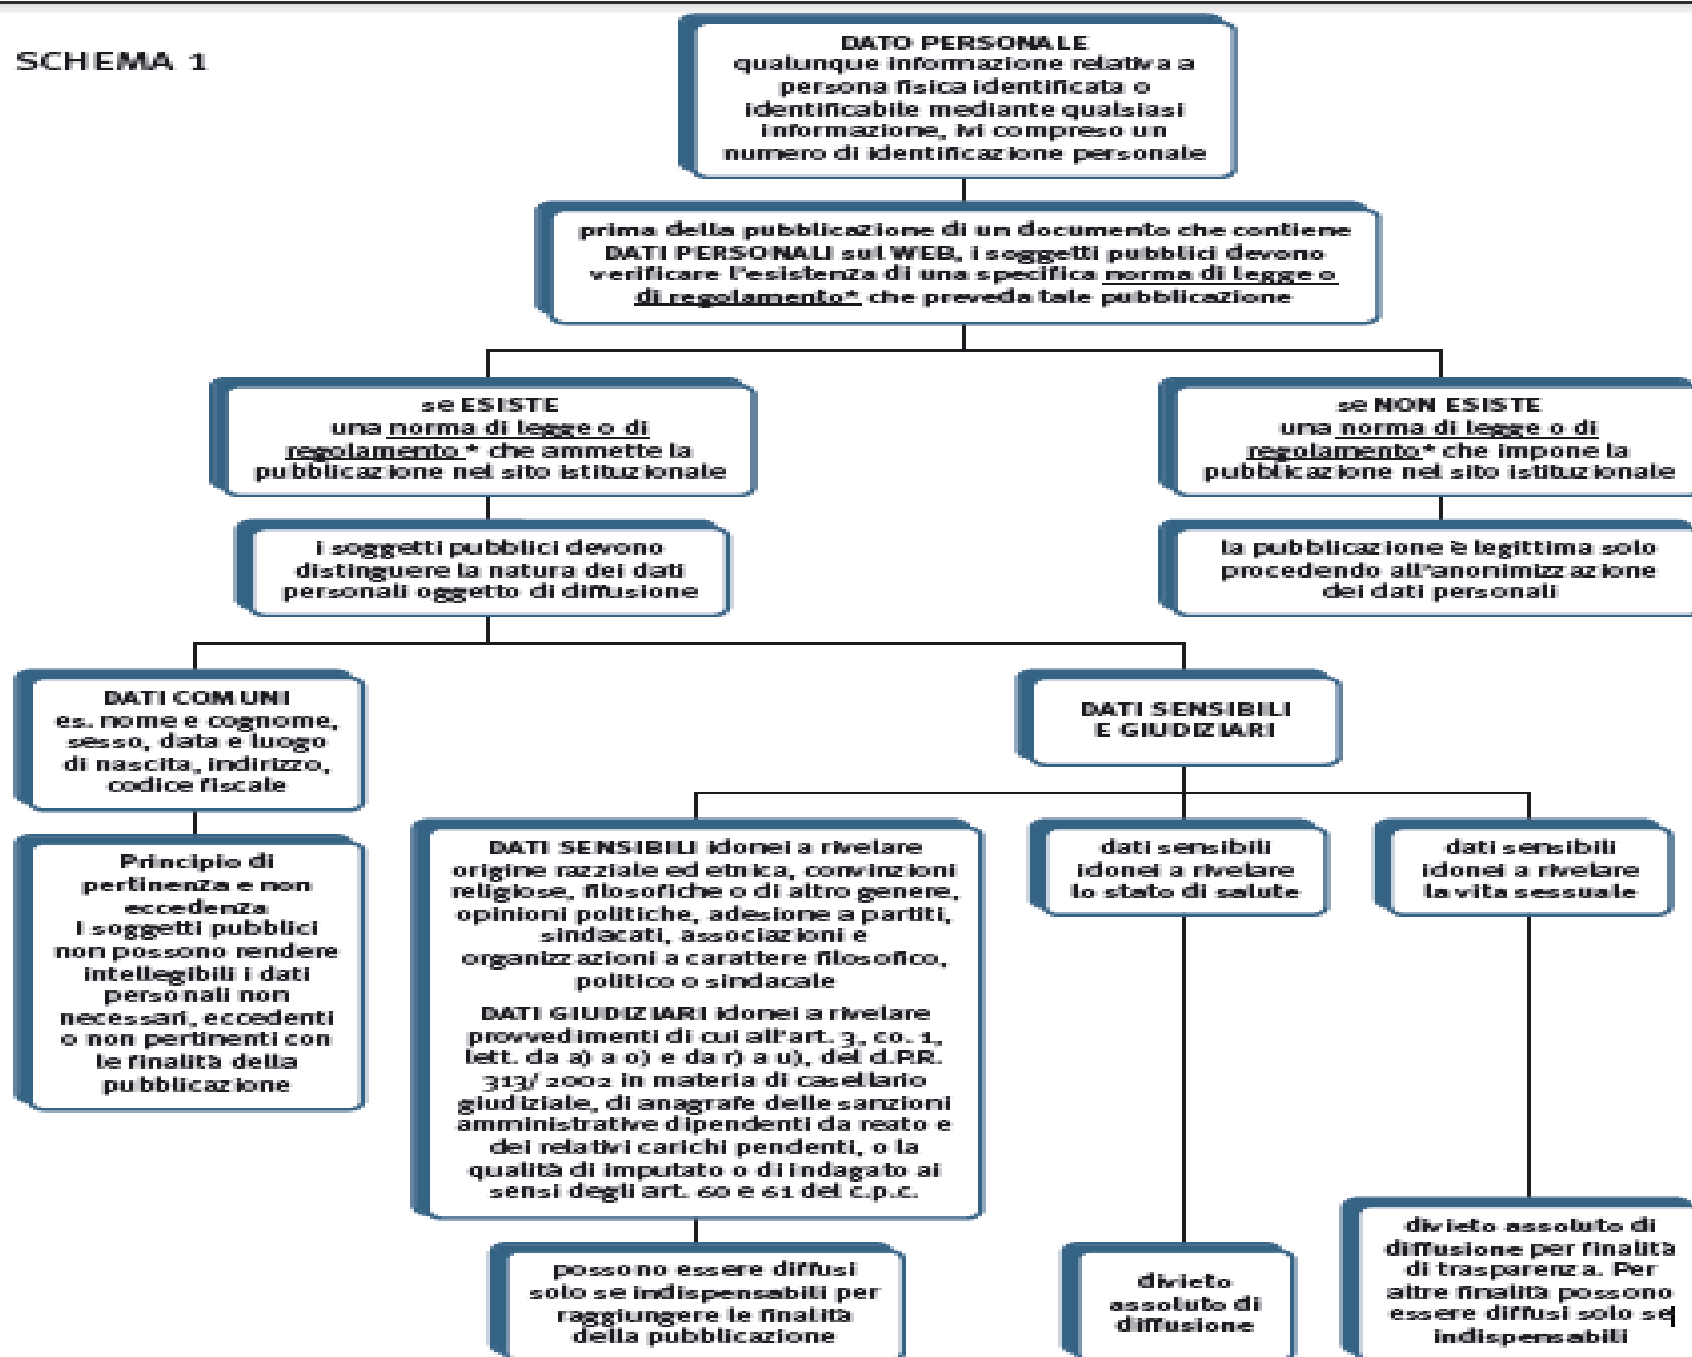 SCHEMA 1
DATO PERSONALE
qualunque informazione relativa a
persona fisica identificata o
identificabile mediante qualsiasi
informazione, ivi compreso un
numero di identificazione personale
prima della pubblicazione di un documento che contiene
DATI PERSONALI sul WEB, i soggetti pubblici devono
verificare l'esistenza di una specifica norma di legge o
di regolamento* che preveda tale pubblicazione
se ESISTE
una norma di legge o di
regolamento * che ammette la
pubblicazione nel sito istituzionale
se NON ESISTE
una norma di legge o di
regolamento* che impone la
pubblicazione nel sito istituzionale
i soggetti pubblici devono
distinguere la natura dei dati
personali oggetto di diffusione
la pubblicazione è legittima solo
procedendo all'anonimizzazione
dei dati personali
DATI COMUNI
es. nome e cognome,
sesso, data e luogo
di nascita, indirizzo,
codice fiscale
DATI SENSIBILI
E GIUDIZIARI
Principio di
pertinenza e non
eccedenza
I soggetti pubblici
non possono rendere
intellegibili i dati
personali non
necessari, eccedenti
o non pertinenti con
le finalità della
pubblicazione
DATI SENSIBILI idonei a rivelare
origine razziale ed etnica, convinzioni
religiose, filosofiche o di altro genere,
opinioni politiche, adesione a partiti,
sindacati, associazioni e
organizzazioni a carattere filosofico,
politico o sindacale
DATI GIUDIZIARI idonei a rivelare
provvedimenti di cui all'art. 3, co. 1,
lett. da a) a o) e da r) a u), del d.P.R.
313/2002 in materia di casellario
giudiziale, di anagrafe delle sanzioni
amministrative dipendenti da reato e
dei relativi carichi pendenti, o la
qualità di imputato o di indagato ai
sensi degli art. 60 e 61 del c.p.c.
dati sensibili
idonei a rivelare
lo stato di salute
dati sensibili
idonei a rivelare
la vita sessuale
possono essere diffusi
solo se indispensabili per
raggiungere le finalità
della pubblicazione
divieto
assoluto di
diffusione
divieto assoluto di
diffusione per finalità
di trasparenza. Per
altre finalità possono
essere diffusi solo se
indispensabili